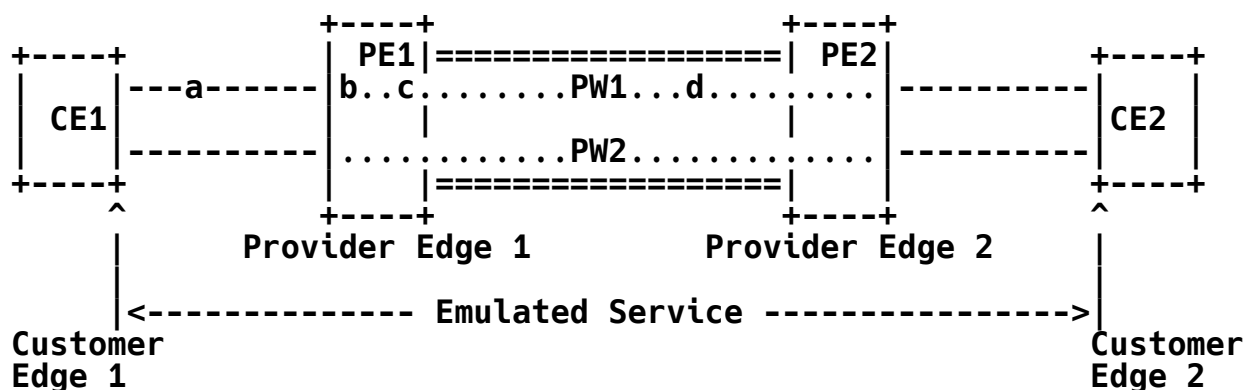 +----+                  +----+
+----+           | PE1|==================| PE2|           +----+
|    |---a------|b..c........PW1...d.........|----------|    |
| CE1|           |    |                  |    |           |CE2 |
|    |----------|............PW2.............|----------|    |
+----+           |    |==================|    |           +----+
     ^           +----+                  +----+           ^
     |       Provider Edge 1         Provider Edge 2      |
     |                                                    |
     |<-------------- Emulated Service ---------------->|
Customer                                                Customer
Edge 1                                                  Edge 2